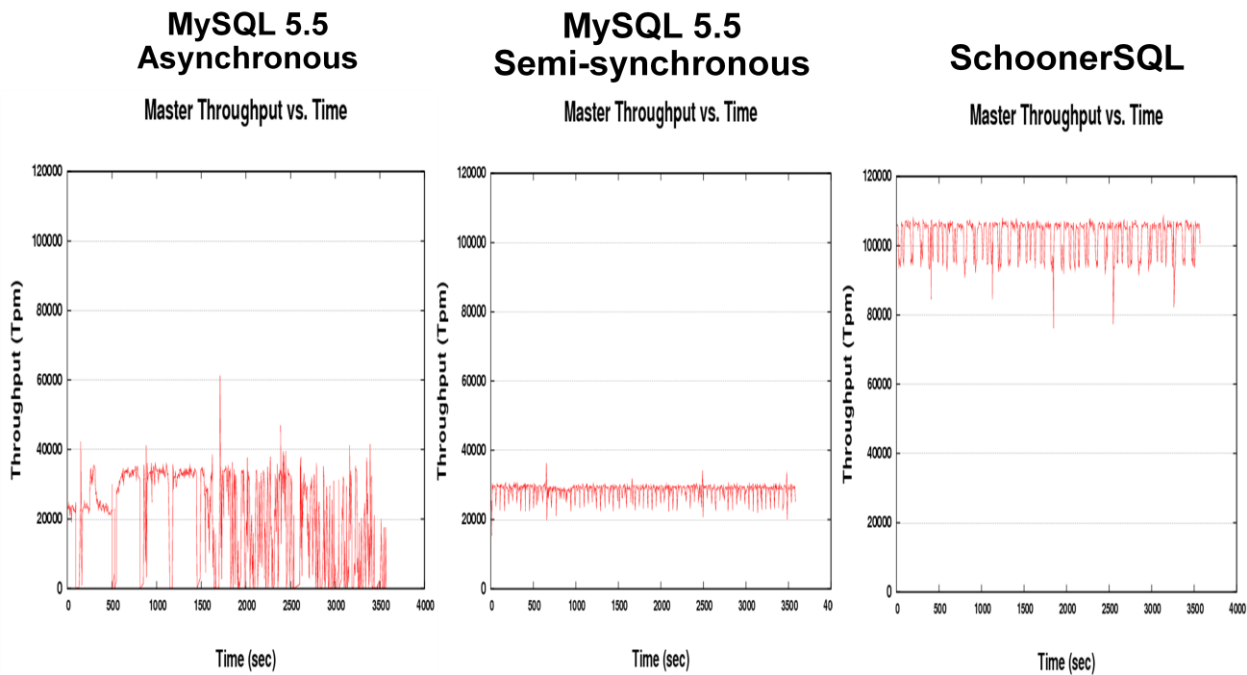 MySQL 5.5
Asynchronous
Master Throughput vs. Time
120000
100000
80000
60000
40000
20000
0
Throughput (Tpm)
0 500 1000 1500 2000 2500 3000 3500 4000
Time (sec)
MySQL 5.5
Semi-synchronous
Master Throughput vs. Time
120000
100000
80000
60000
40000
20000
0
Throughput (Tpm)
0 500 1000 1500 2000 2500 3000 3500 40
Time (sec)
SchoonerSQL
Master Throughput vs. Time
120000
100000
80000
60000
40000
20000
0
Throughput (Tpm)
0 500 1000 1500 2000 2500 3000 3500 4000
Time (sec)